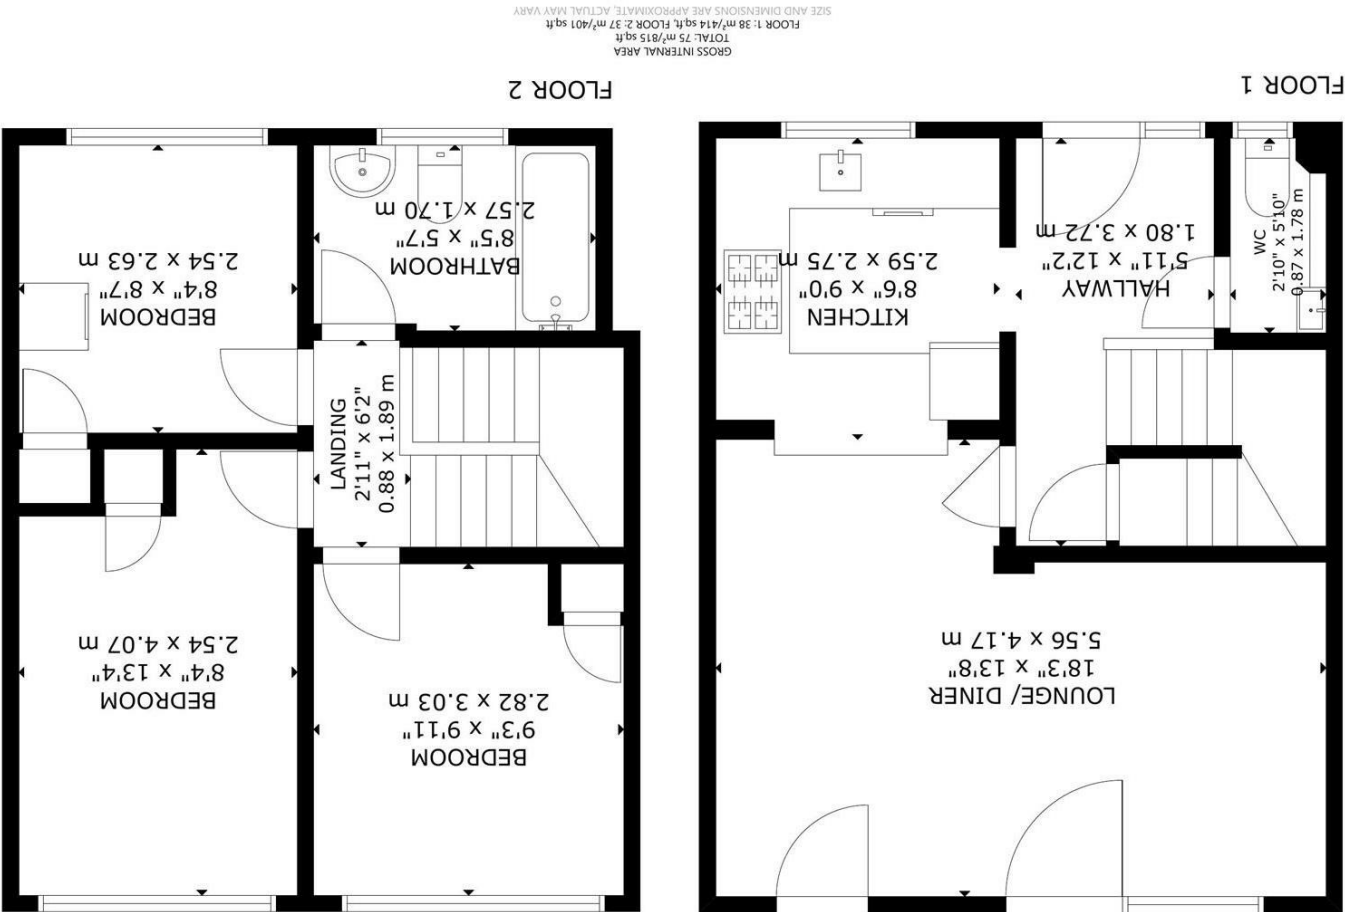 FLOOR 1
WC
2'10" x 5'10"
0.87 x 1.78 m
HALLWAY
5'11" x 12'2"
1.80 x 3.72 m
KITCHEN
8'6" x 9'0"
2.59 x 2.75 m
LOUNGE/ DINER
18'3" x 13'8"
5.56 x 4.17 m
FLOOR 2
BATHROOM
8'5" x 5'7"
2.57 x 1.70 m
BEDROOM
8'4" x 8'7"
2.54 x 2.63 m
LANDING
2'11" x 6'2"
0.88 x 1.89 m
BEDROOM
9'3" x 9'11"
2.82 x 3.03 m
BEDROOM
8'4" x 13'4"
2.54 x 4.07 m
GROSS INTERNAL AREA
TOTAL: 75 m²/815 sq.ft
FLOOR 1: 38 m²/414 sq.ft, FLOOR 2: 37 m²/401 sq.ft
SIZE AND DIMENSIONS ARE APPROXIMATE, ACTUAL MAY VARY